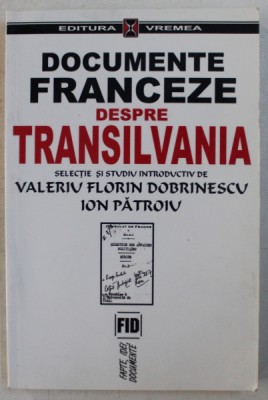 EDITURA VREMEA
DOCUMENTE
FRANCEZE
DESPRE
TRANSILVANIA
SELECȚIE ȘI STUDIU INTRODUCTIV DE
VALERIU FLORIN DOBRINESCU
ION PĂTROIU
FID
FAPTE, IDEI,
DOCUMENTE